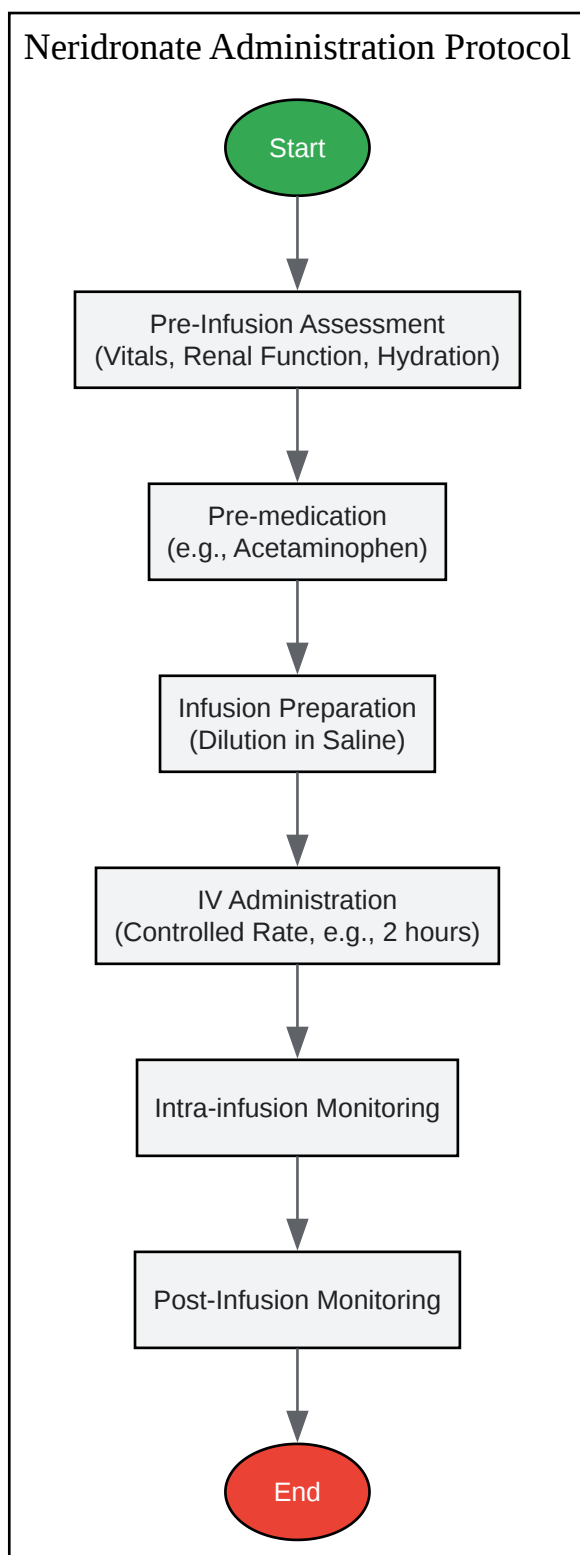 Neridronate Administration Protocol
Start
Pre-Infusion Assessment
(Vitals, Renal Function, Hydration)
Pre-medication
(e.g., Acetaminophen)
Infusion Preparation
(Dilution in Saline)
IV Administration
(Controlled Rate, e.g., 2 hours)
Intra-infusion Monitoring
Post-Infusion Monitoring
End